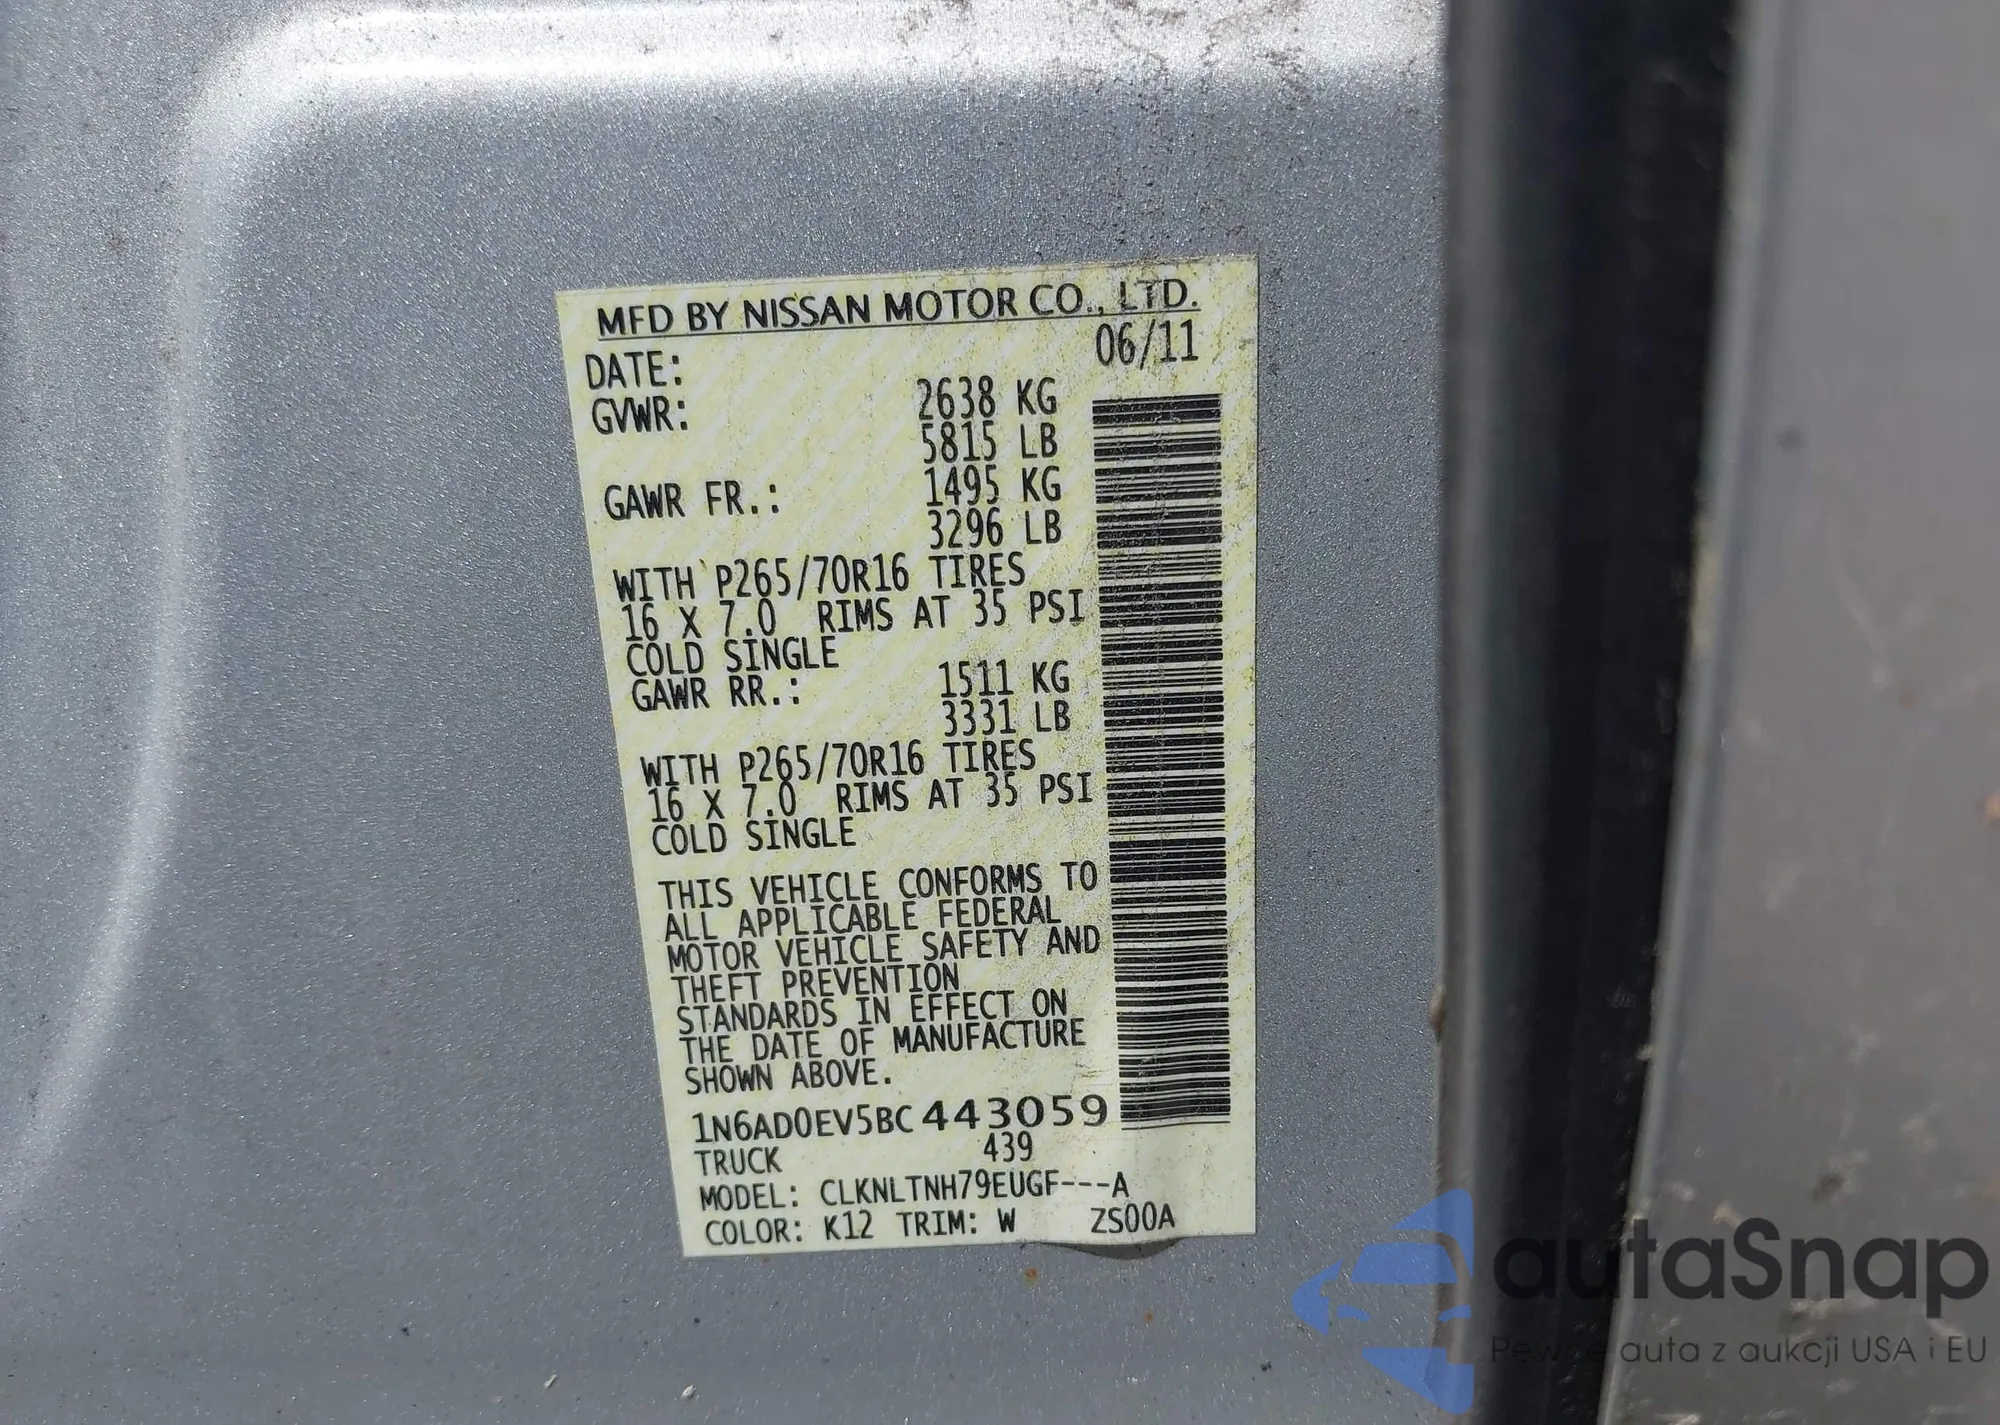 MFD BY NISSAN MOTOR CO., LTD.
DATE: 06/11
GVWR: 2638 KG
5815 LB
GAWR FR.: 1495 KG
3296 LB
WITH P265/70R16 TIRES
16 X 7.0 RIMS AT 35 PSI
COLD SINGLE
GAWR RR.: 1511 KG
3331 LB
WITH P265/70R16 TIRES
16 X 7.0 RIMS AT 35 PSI
COLD SINGLE
THIS VEHICLE CONFORMS TO
ALL APPLICABLE FEDERAL
MOTOR VEHICLE SAFETY AND
THEFT PREVENTION
STANDARDS IN EFFECT ON
THE DATE OF MANUFACTURE
SHOWN ABOVE.
1N6AD0EV5BC443059
TRUCK 439
MODEL: CLKNLTNH79EUGF---A
COLOR: K12 TRIM: W ZS00A
autaSnap
Pewne auta z aukcji USA i EU